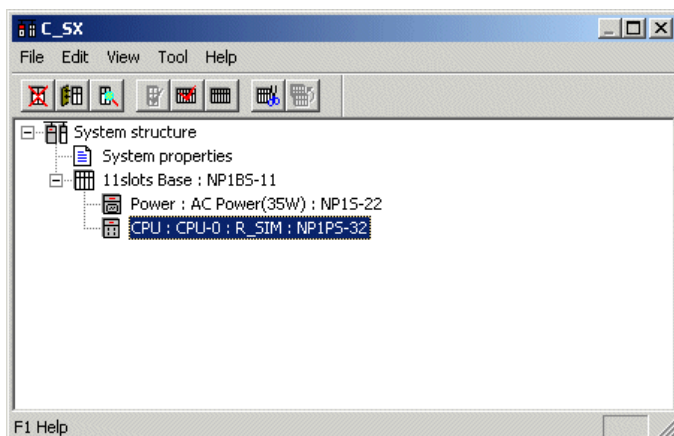 C_SX
File Edit View Tool Help
System structure
System properties
11slots Base : NP1BS-11
Power : AC Power(35W) : NP1S-22
CPU : CPU-0 : R_SIM : NP1PS-32
F1 Help